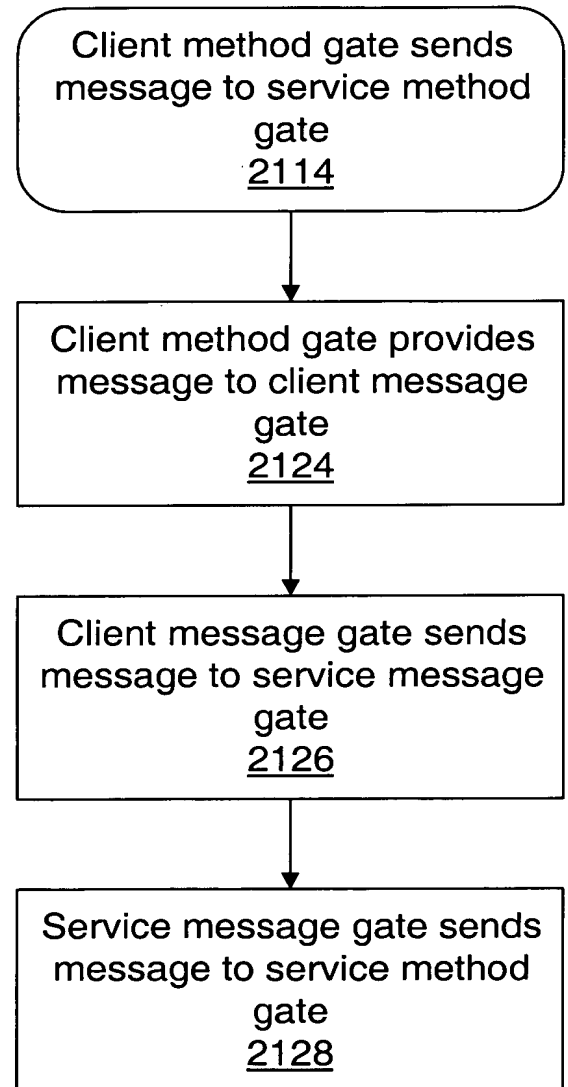 Client method gate sends
message to service method
gate
2114
Client method gate provides
message to client message
gate
2124
Client message gate sends
message to service message
gate
2126
Service message gate sends
message to service method
gate
2128